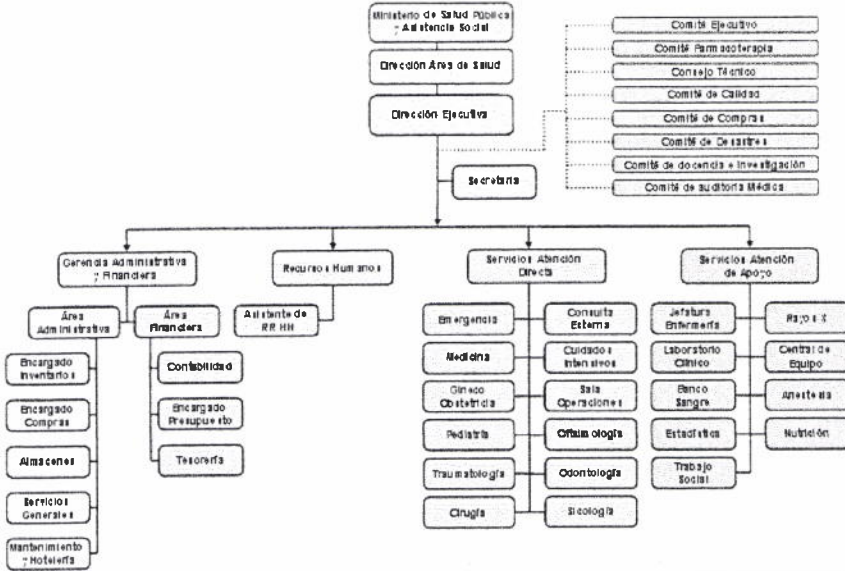 Ministerio de Salud Pública
y Asistencia Social
Dirección Área de Salud
Dirección Ejecutiva
Secretaria
Comité Ejecutivo
Comité Farmacoterapia
Consejo Técnico
Comité de Calidad
Comité de Compras
Comité de Desastres
Comité de docencia e investigación
Comité de auditoria Médica
Gerencia Administrativa
y Financiera
Recursos Humanos
Servicios Atención
Directa
Servicios Atención
de Apoyo
Área
Administrativa
Área
Financiera
Asistente de
RR HH
Encargado
Inventarios
Encargado
Compras
Almacenes
Servicios
Generales
Mantenimiento
y Hotelería
Contabilidad
Encargado
Presupuesto
Tesorería
Emergencia
Medicina
Gineco
Obstetricia
Pediatría
Traumatología
Cirugía
Consulta
Externa
Cuidados
Intensivos
Sala
Operaciones
Oftalmología
Odontología
Sicología
Jefatura
Enfermería
Laboratorio
Clínico
Banco
Sangre
Estadística
Trabajo
Social
Rayos X
Central de
Equipo
Anestesia
Nutrición